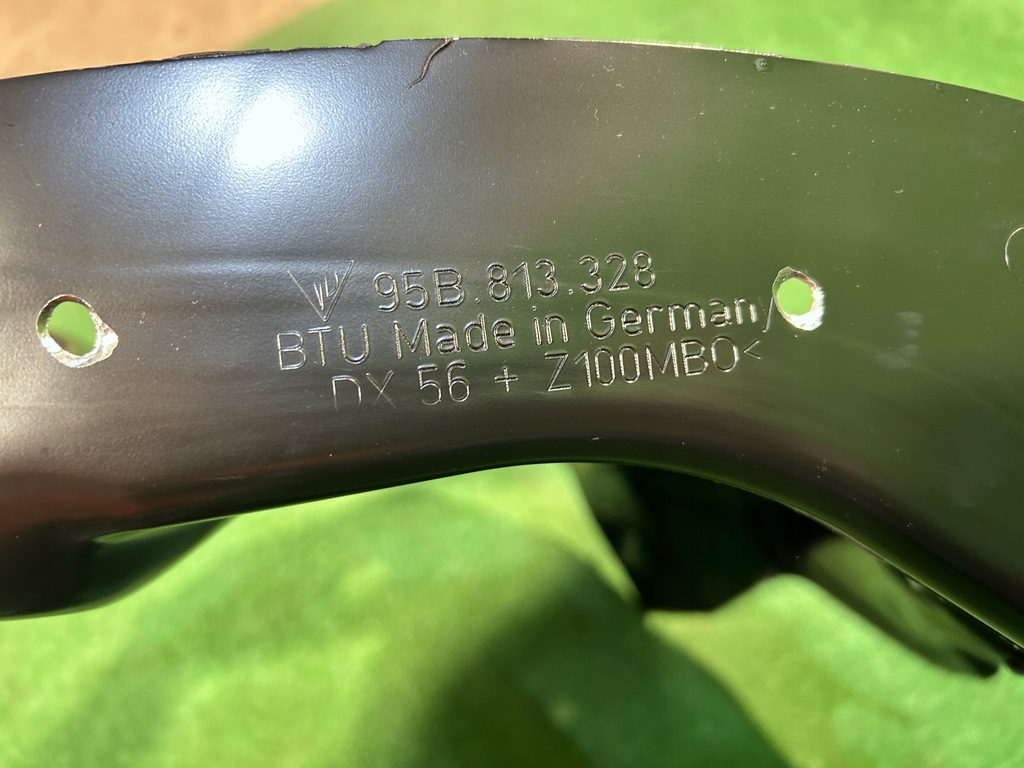 95B.813.328
BTU Made in Germany
DX 56 + Z100MBO<